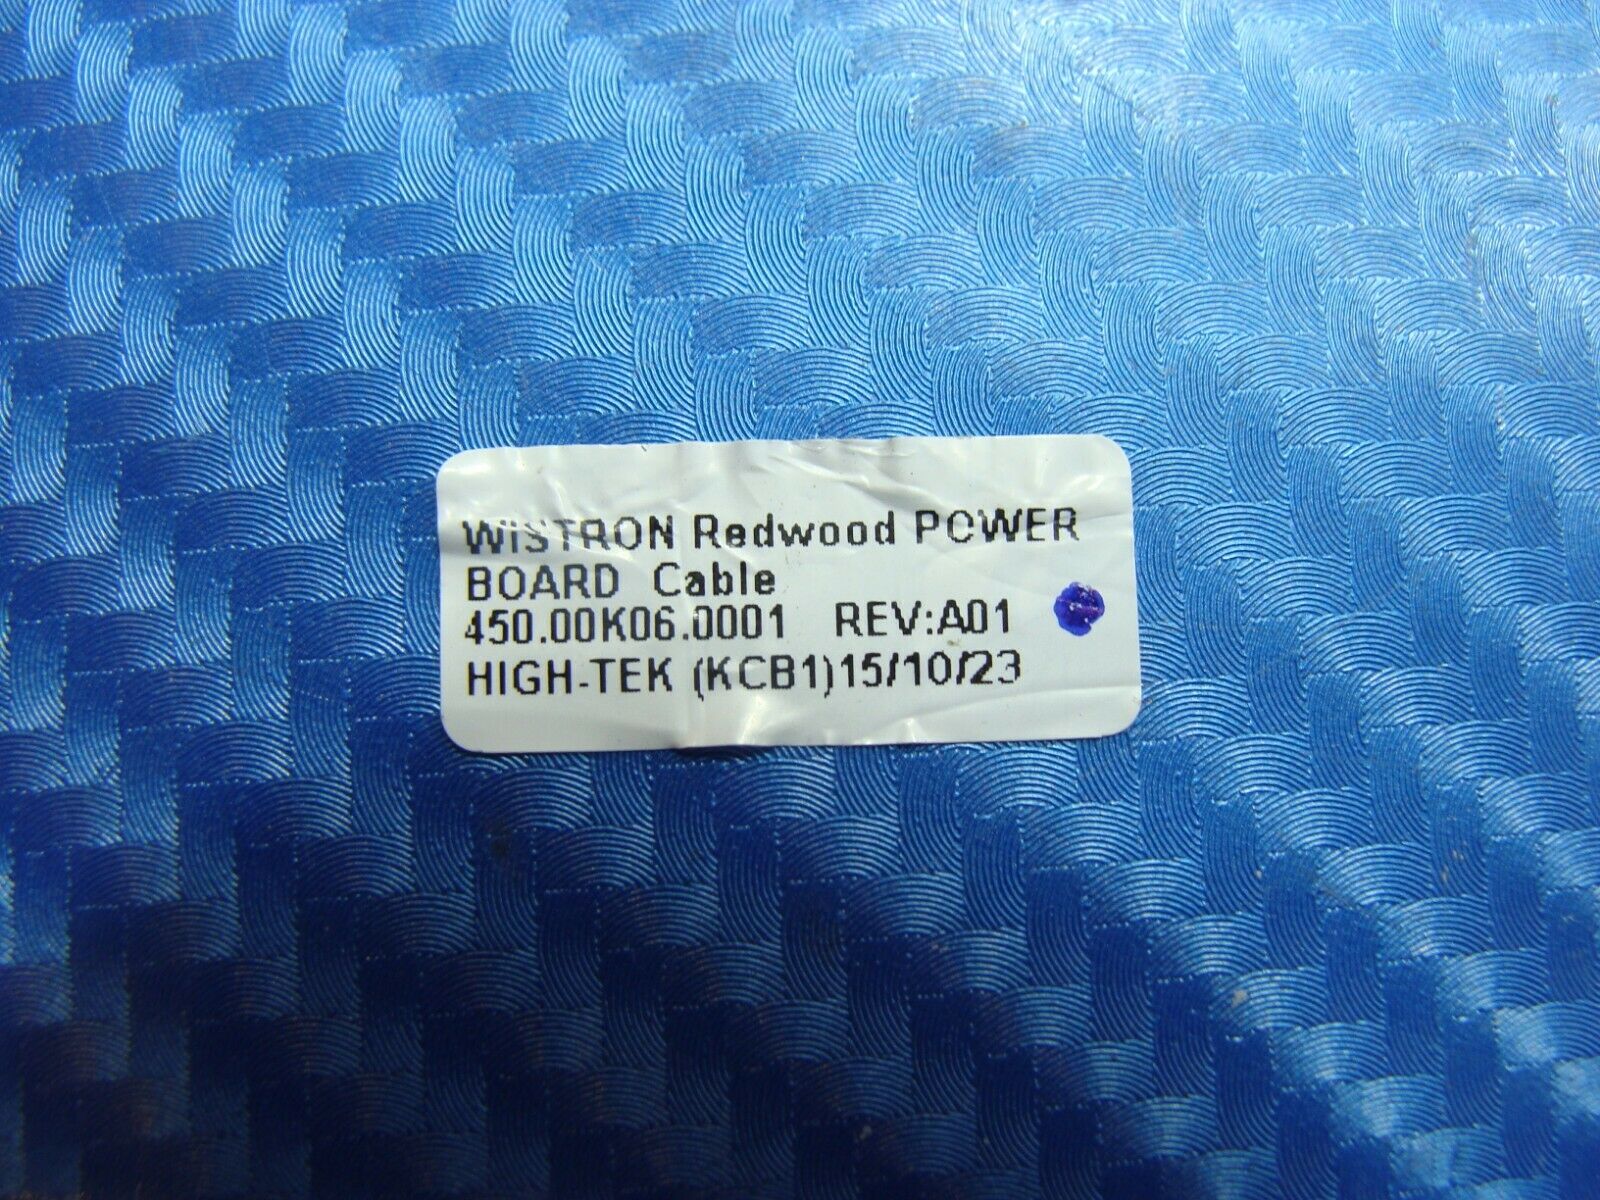 WISTRON Redwood POWER
BOARD Cable
450.00K06.0001 REV:A01
HIGH-TEK (KCB1)15/10/23